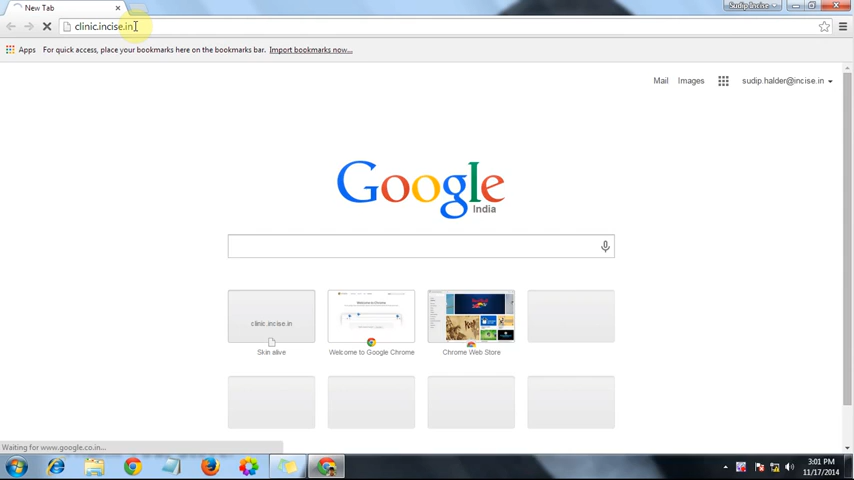 New Tab
Sudip.Incise
clinic.incise.in
Apps For quick access, place your bookmarks here on the bookmarks bar. Import bookmarks now...
Mail Images sudip.halder@incise.in
Google
India
clinic.incise.in
Skin alive
Welcome to Google Chrome
Chrome Web Store
Waiting for www.google.co.in...
3:01 PM
11/17/2014